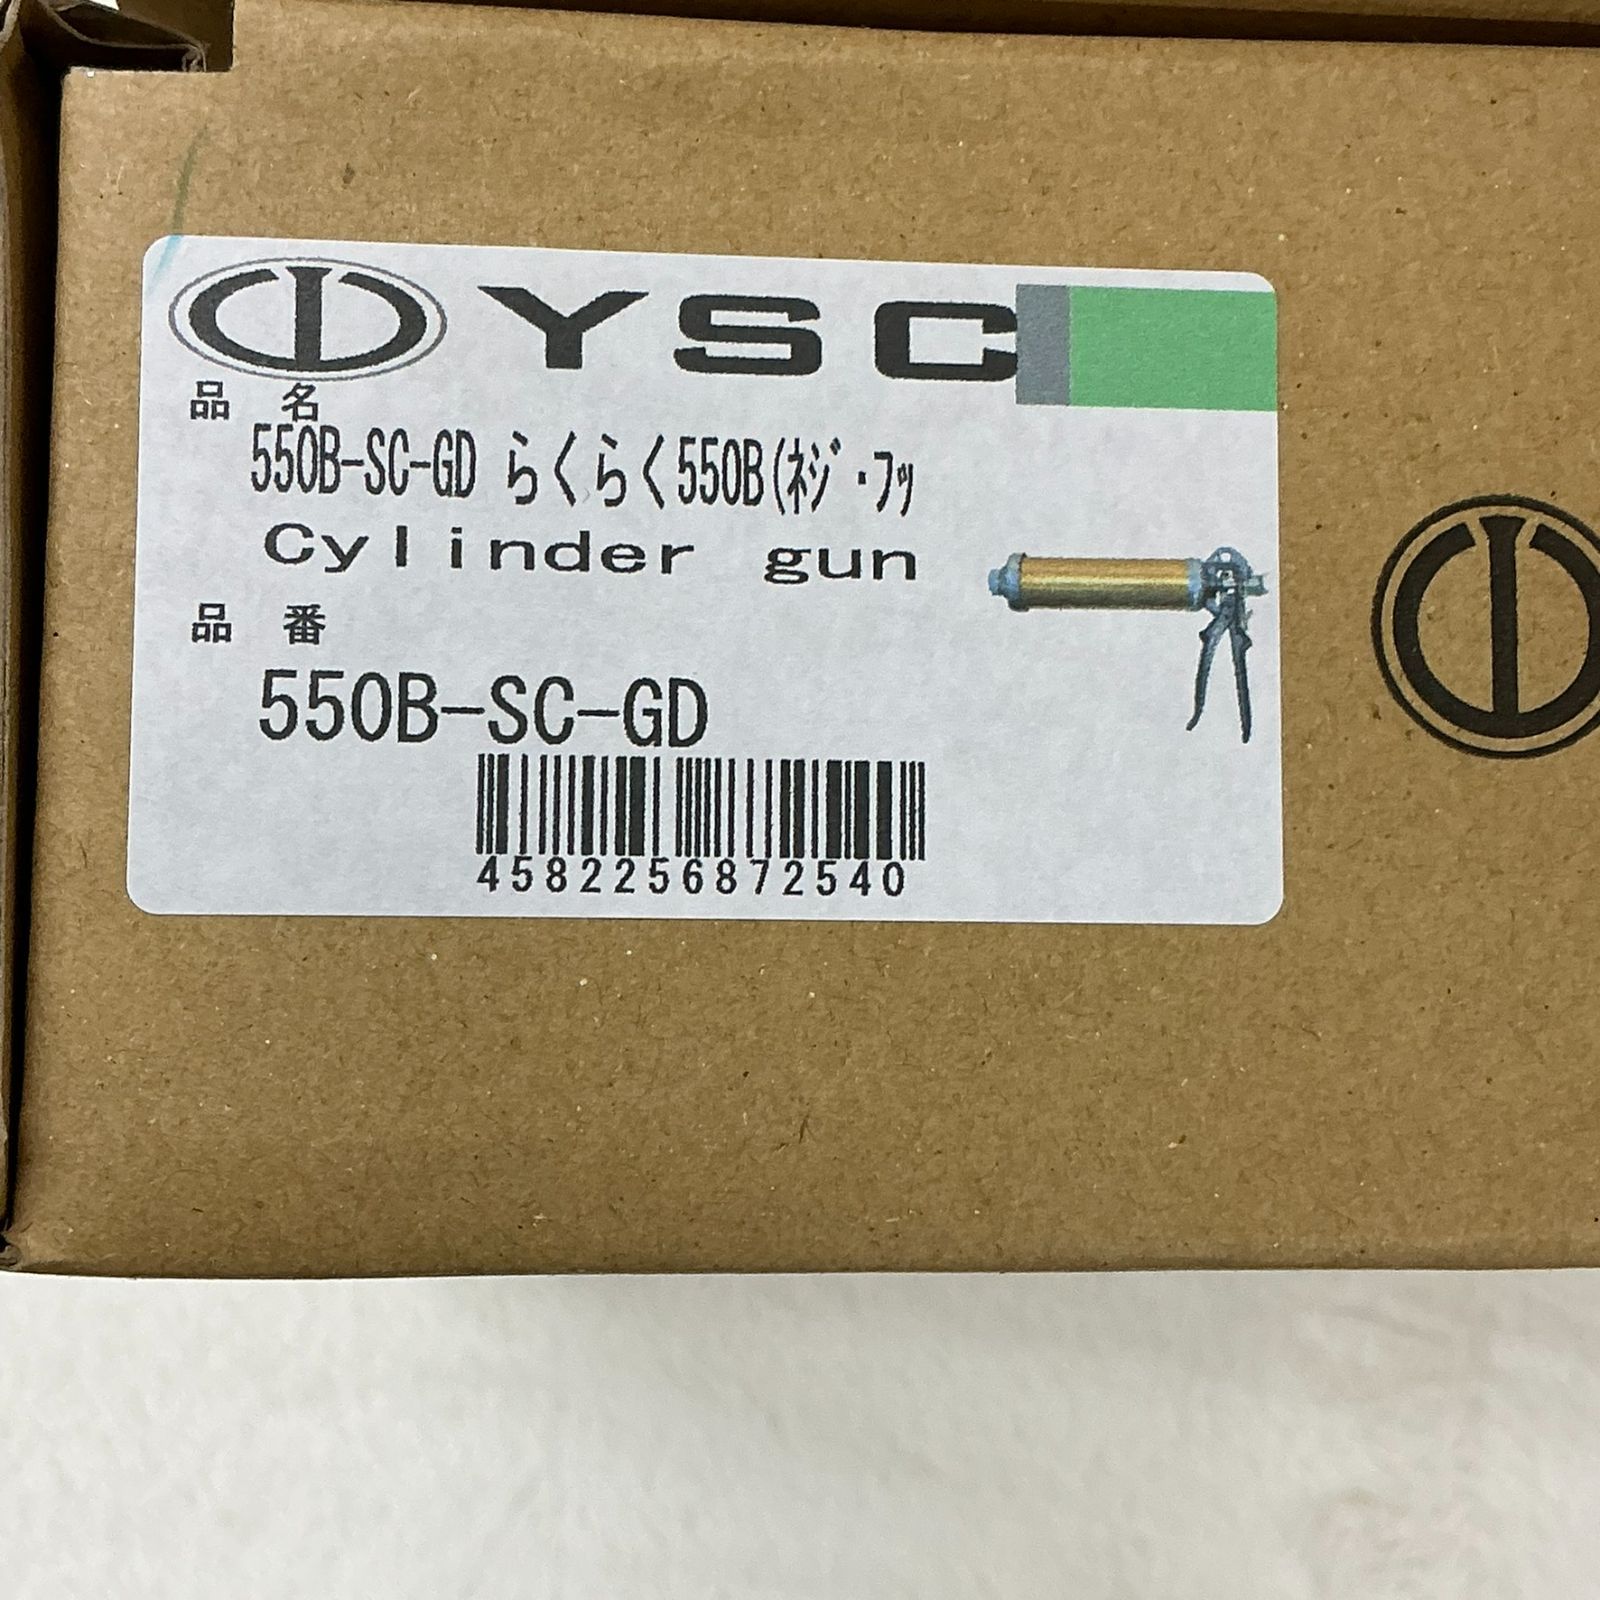 YSC
品 名
550B-SC-GD らくらく550B(ﾈｼﾞ･ﾌｯ
Cylinder gun
品 番
550B-SC-GD
4582256872540